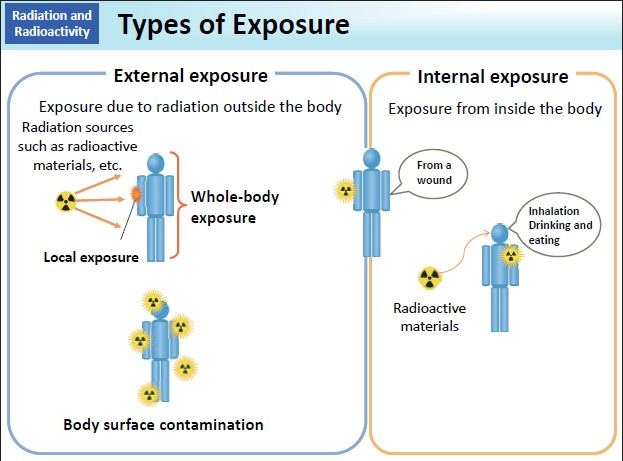 Radiation and
Radioactivity
Types of Exposure
External exposure
Exposure due to radiation outside the body
Radiation sources
such as radioactive
materials, etc.
Whole-body
exposure
Local exposure
Body surface contamination
Internal exposure
Exposure from inside the body
From a
wound
Inhalation
Drinking and
eating
Radioactive
materials